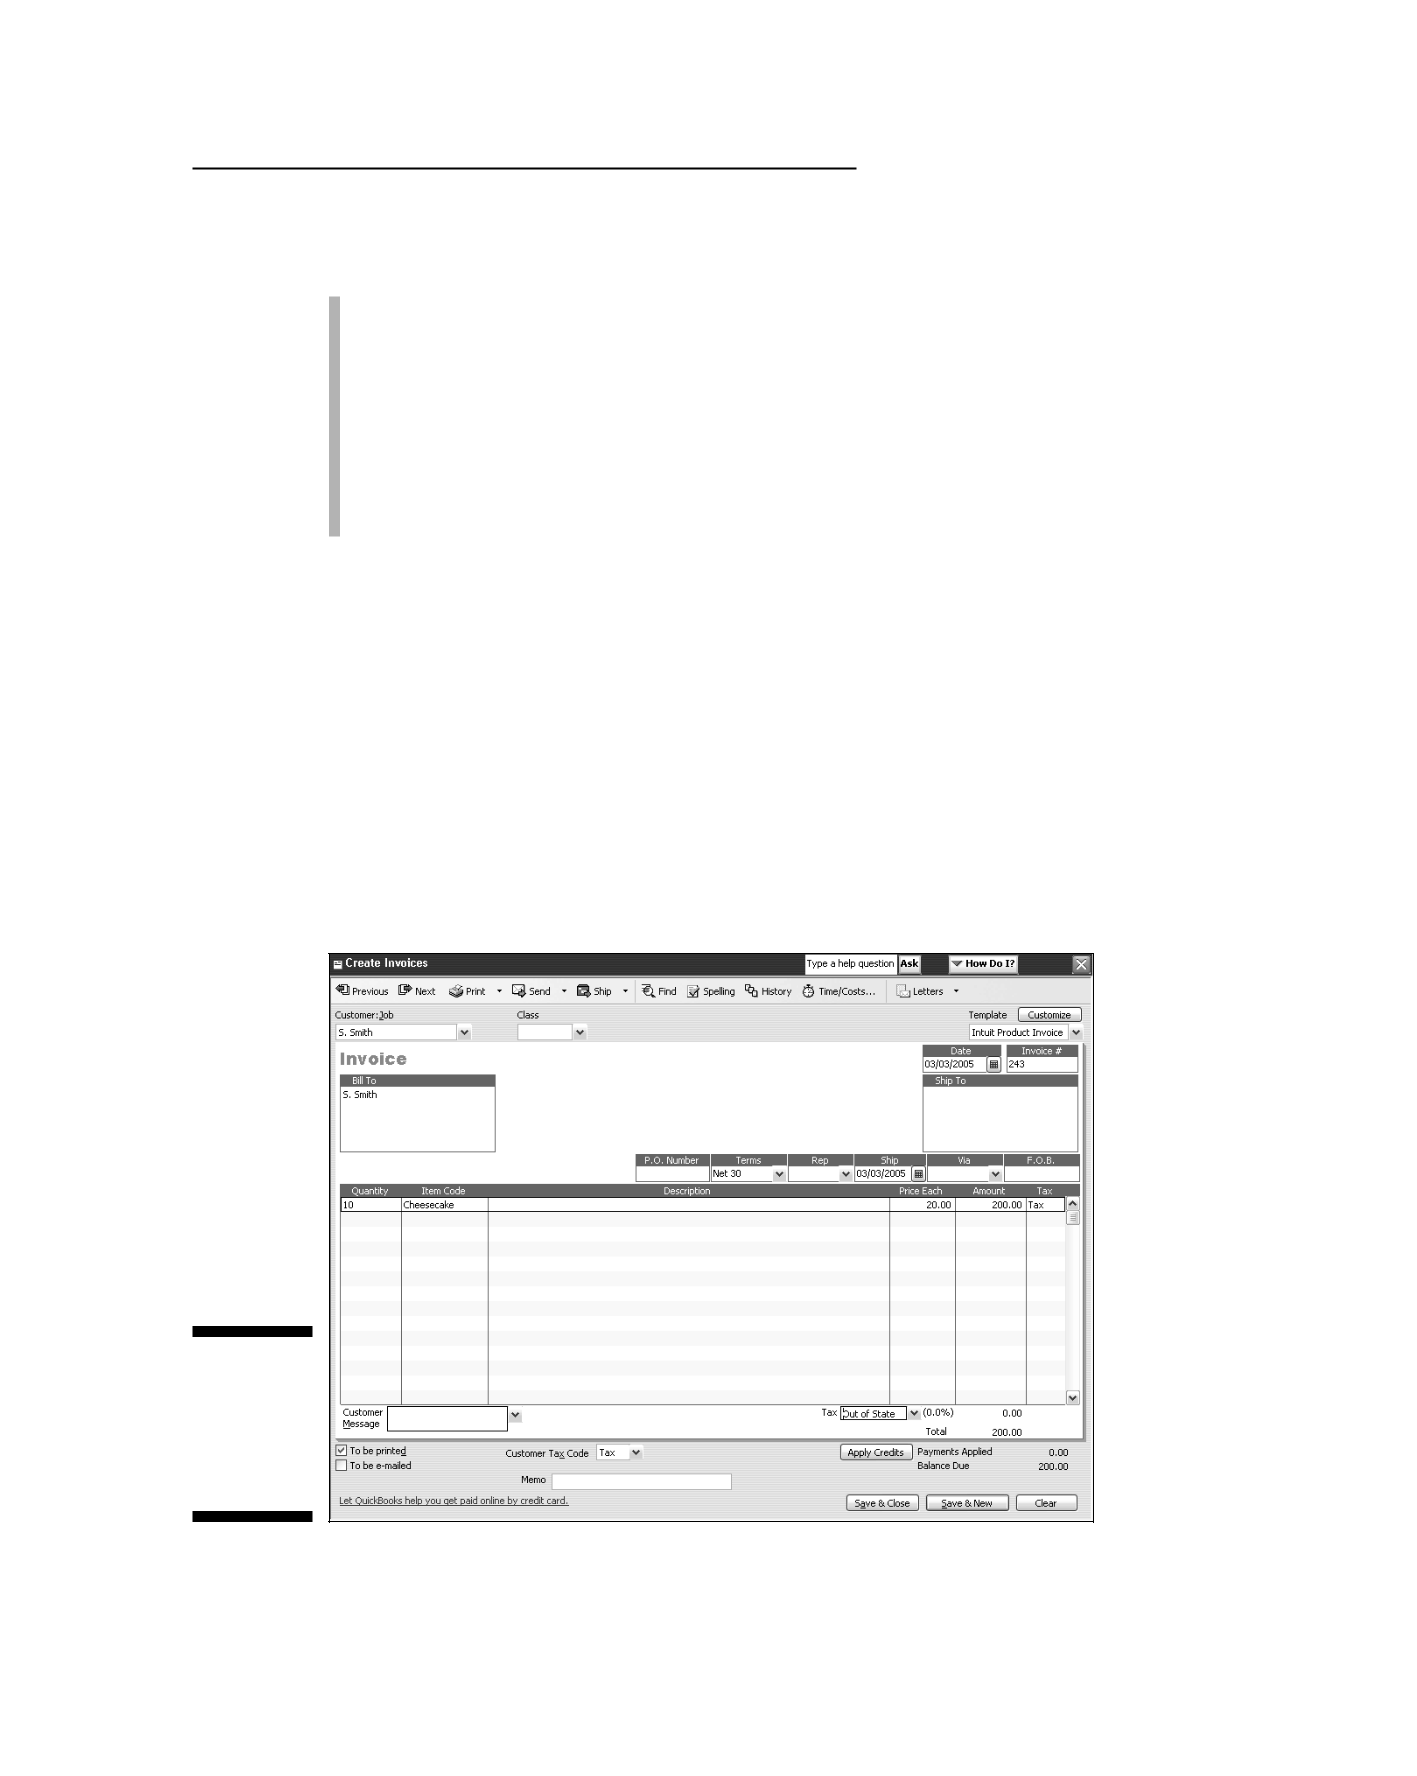 Create Invoices Type a help question Ask How Do I?
Previous Next Print Send Ship Find Spelling History Time/Costs... Letters
Customer:Job Class Template Customize
S. Smith Intuit Product Invoice
Invoice
Date Invoice #
03/03/2005 243
Bill To Ship To
S. Smith
P.O. Number Terms Rep Ship Via F.O.B.
Net 30 03/03/2005
Quantity Item Code Description Price Each Amount Tax
10 Cheesecake 20.00 200.00 Tax
Customer Message
Tax Out of State (0.0%) 0.00
Total 200.00
To be printed Customer Tax Code Tax Apply Credits Payments Applied 0.00
To be e-mailed Balance Due 200.00
Memo
Let QuickBooks help you get paid online by credit card. Save & Close Save & New Clear